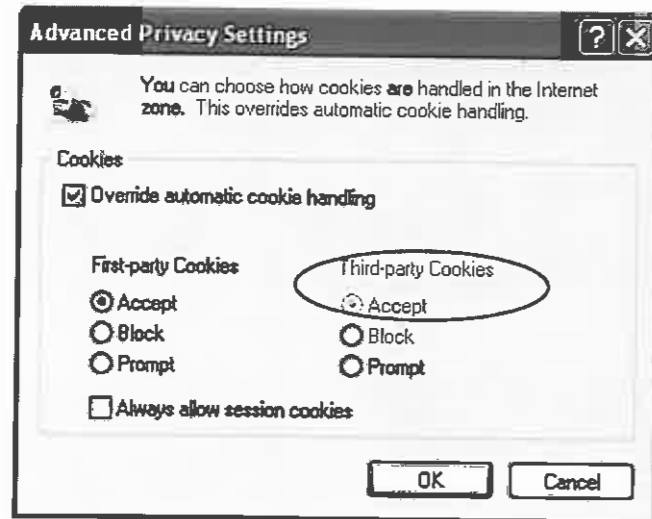 Advanced Privacy Settings
You can choose how cookies are handled in the Internet
zone. This overrides automatic cookie handling.
Cookies
Override automatic cookie handling
First-party Cookies Third-party Cookies
Accept Accept
Block Block
Prompt Prompt
Always allow session cookies
OK Cancel